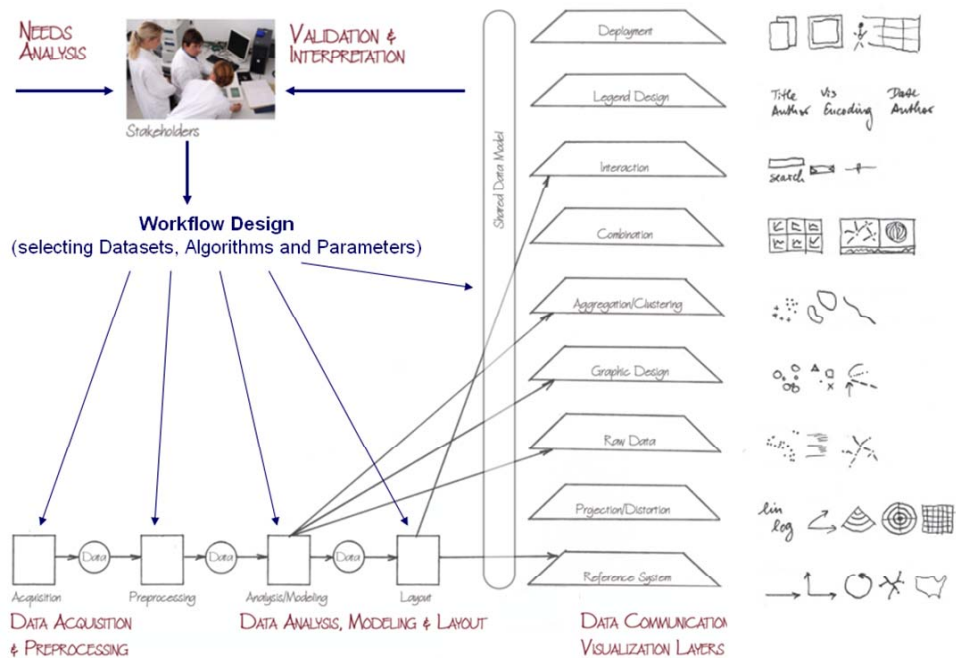 NEEDS
ANALYSIS
VALIDATION &
INTERPRETATION
Stakeholders
Workflow Design
(selecting Datasets, Algorithms and Parameters)
Shared Data Model
Deployment
Legend Design
Interaction
Combination
Aggregation/Clustering
Graphic Design
Raw Data
Projection/Distortion
Reference System
Title Vis Date
Author Encoding Author
search
lin
log
Data
Data
Data
Acquisition
Preprocessing
Analysis/Modeling
Layout
DATA ACQUISITION
& PREPROCESSING
DATA ANALYSIS, MODELING & LAYOUT
DATA COMMUNICATION
VISUALIZATION LAYERS